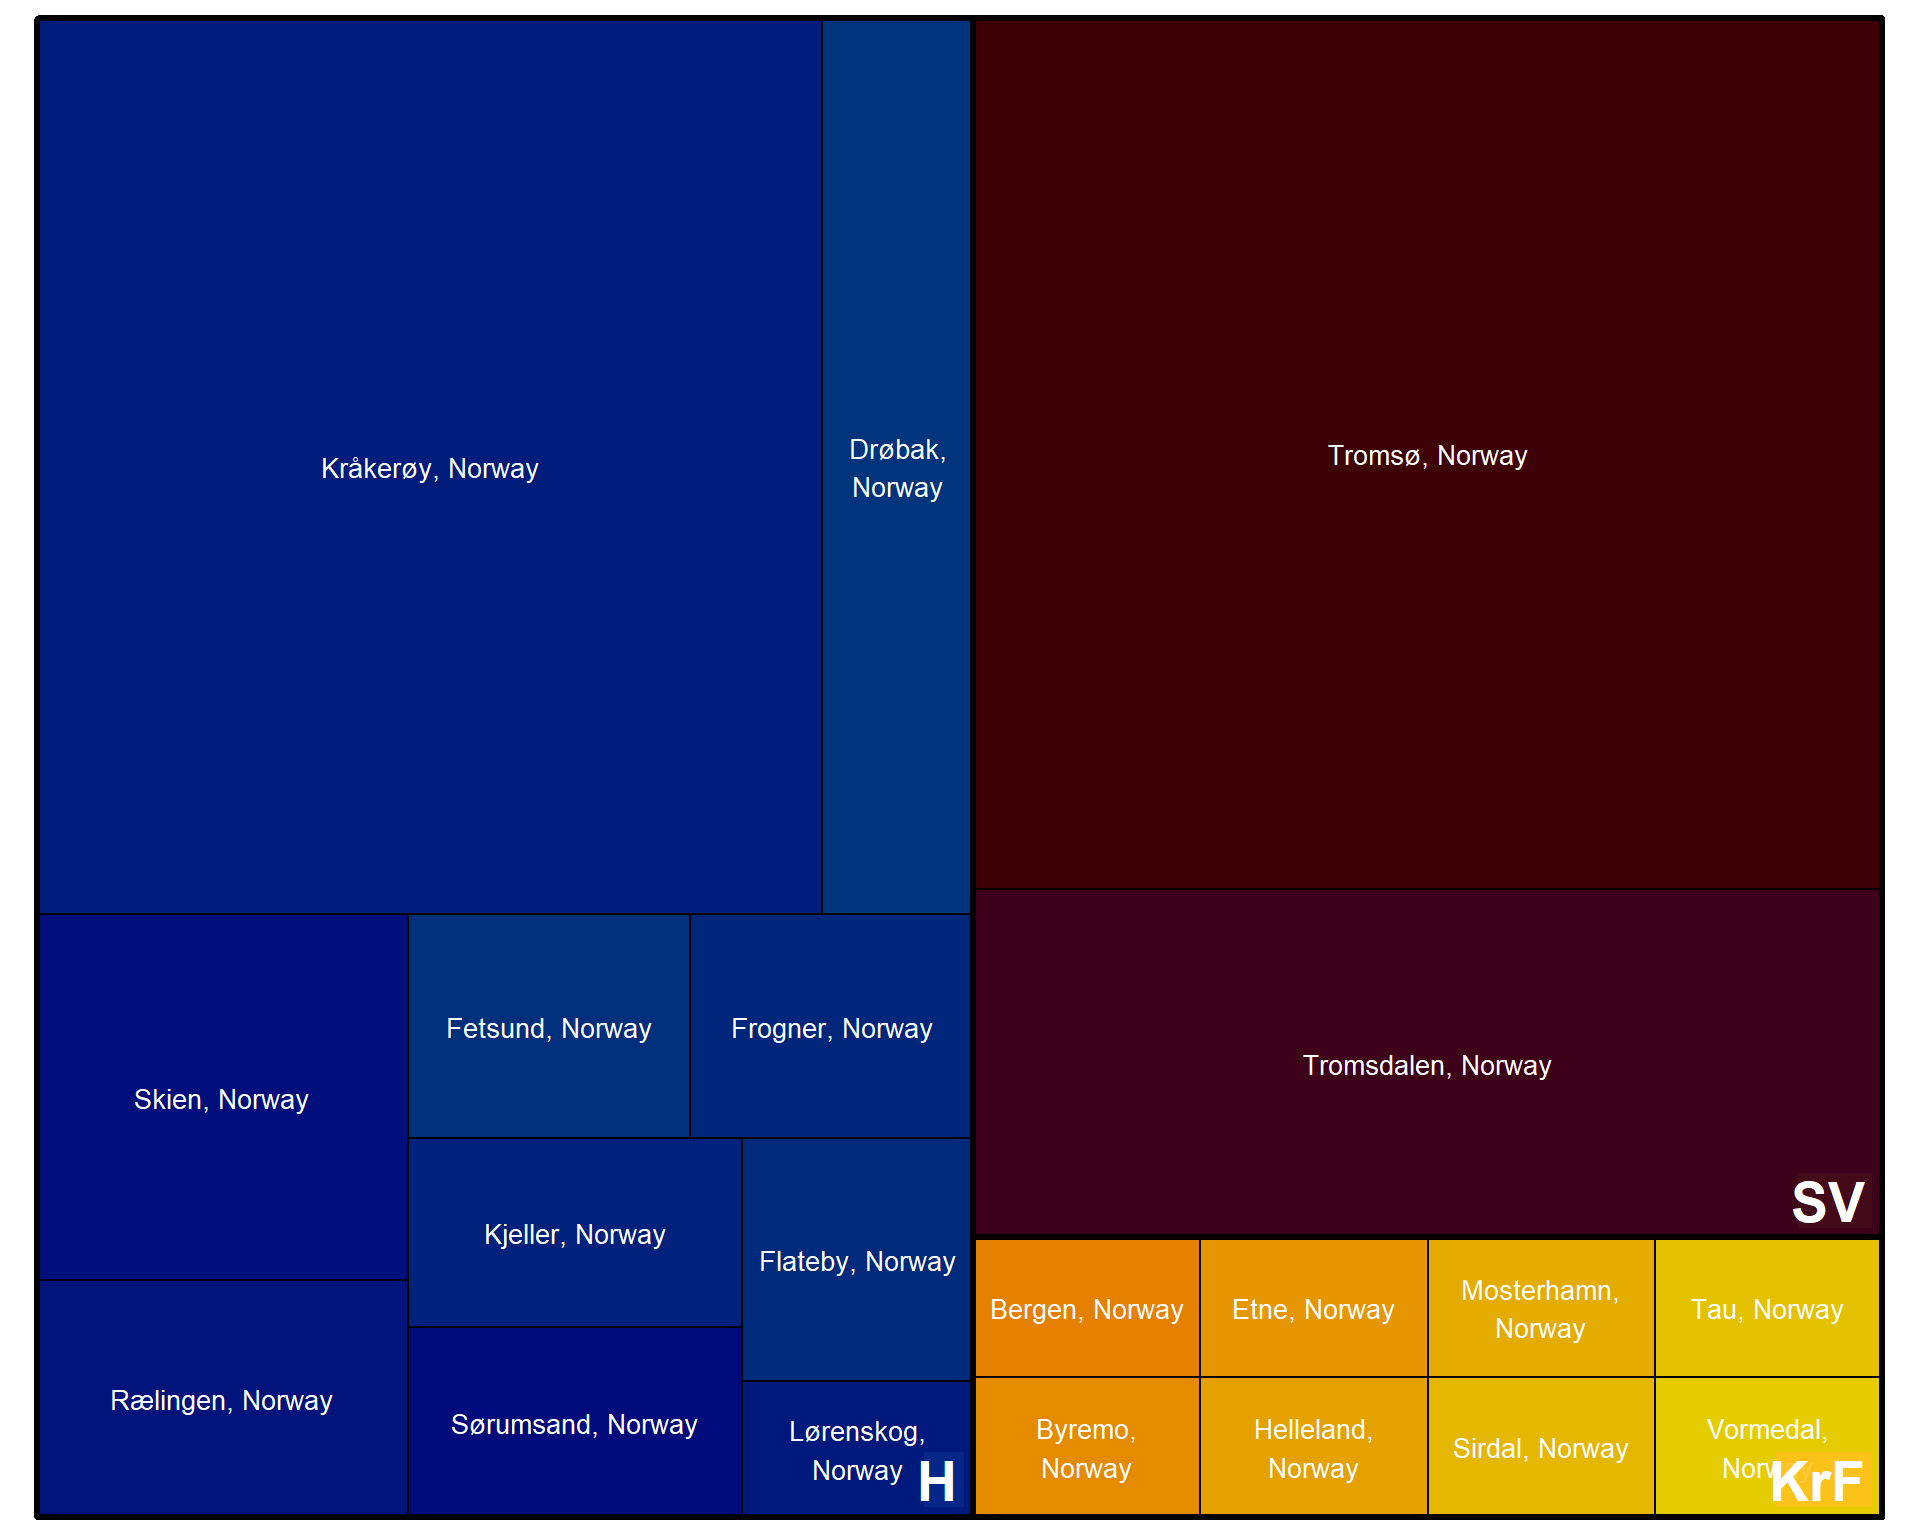 Kråkerøy, Norway
Drøbak,
Norway
Tromsø, Norway
Skien, Norway
Fetsund, Norway
Frogner, Norway
Tromsdalen, Norway
Kjeller, Norway
Flateby, Norway
SV
Rælingen, Norway
Sørumsand, Norway
Lørenskog,
Norway
H
Bergen, Norway
Etne, Norway
Mosterhamn,
Norway
Tau, Norway
Byremo,
Norway
Helleland,
Norway
Sirdal, Norway
Vormedal,
Norway
KrF